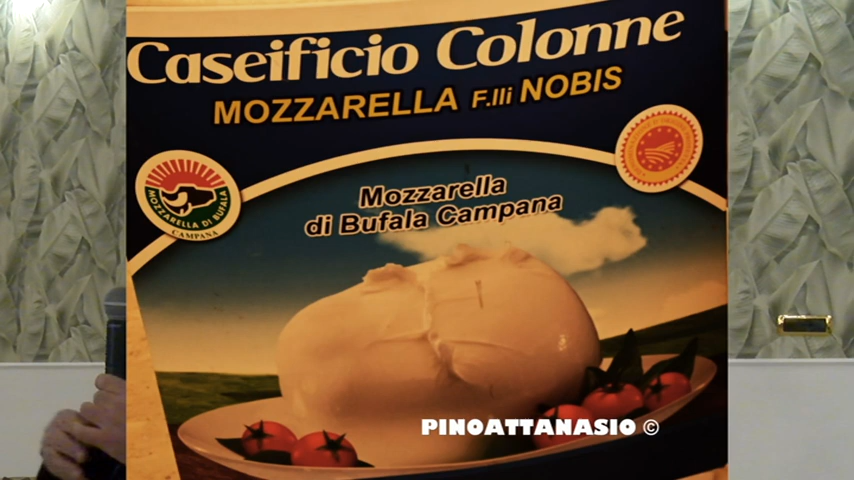 Caseificio Colonne
MOZZARELLA F.lli NOBIS
MOZZARELLA DI BUFALA
CAMPANA
Mozzarella
di Bufala Campana
PINOATTANASIO ©